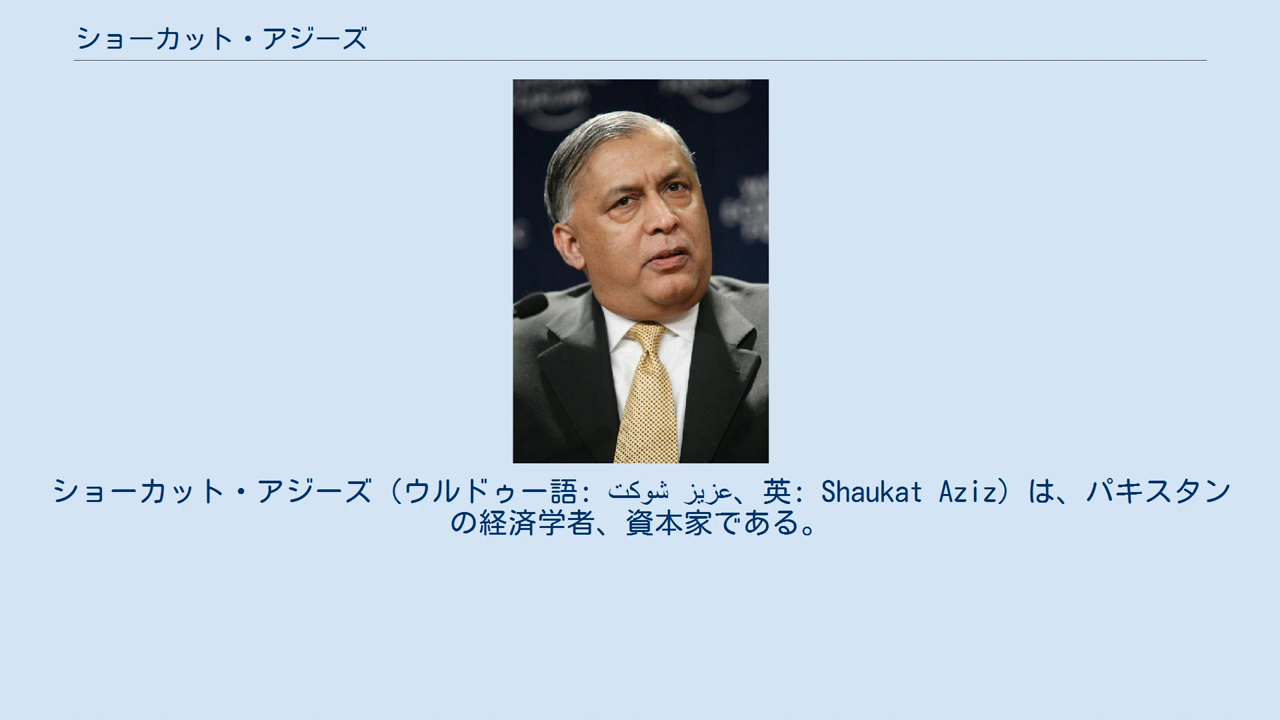 ショーカット・アジーズ
ショーカット・アジーズ（ウルドゥー語: شوکت عزیز、英: Shaukat Aziz）は、パキスタン
の経済学者、資本家である。